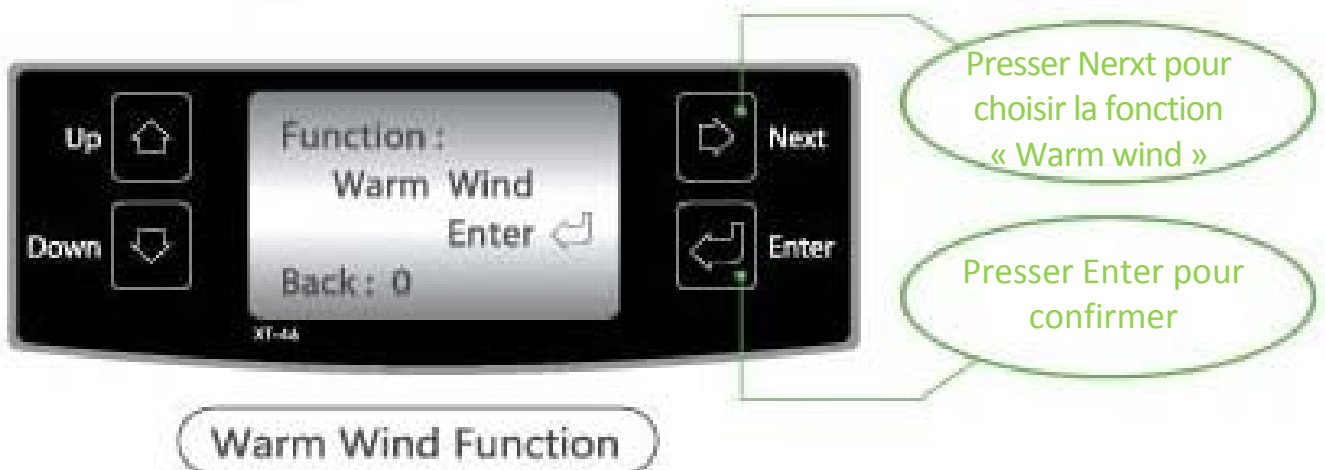 Up
Down
Function :
Warm Wind
Enter
Back : 0
Next
Enter
XT-4A
Presser Nerxt pour
choisir la fonction
« Warm wind »
Presser Enter pour
confirmer
Warm Wind Function